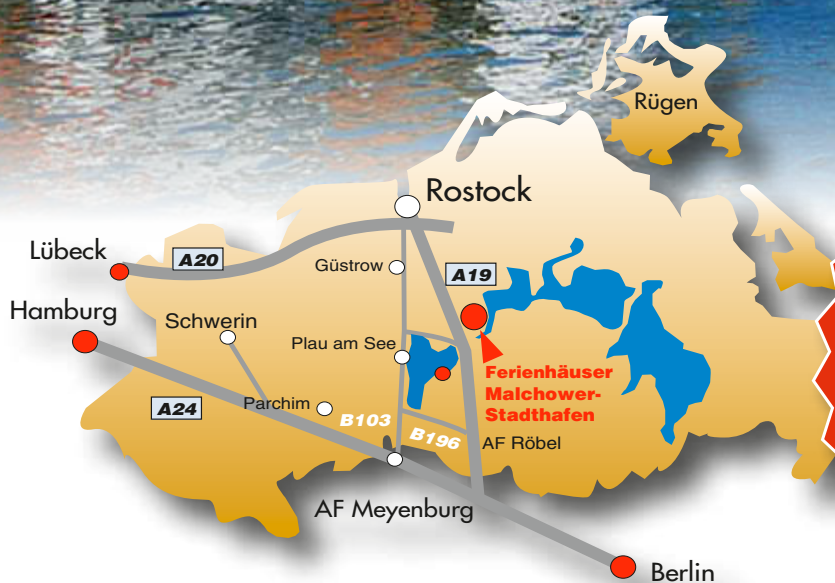 Rügen
Rostock
Lübeck
A20
Güstrow
A19
Hamburg
Schwerin
Plau am See
Ferienhäuser
Malchower-
Stadthafen
A24
Parchim
B103
B196
AF Röbel
AF Meyenburg
Berlin